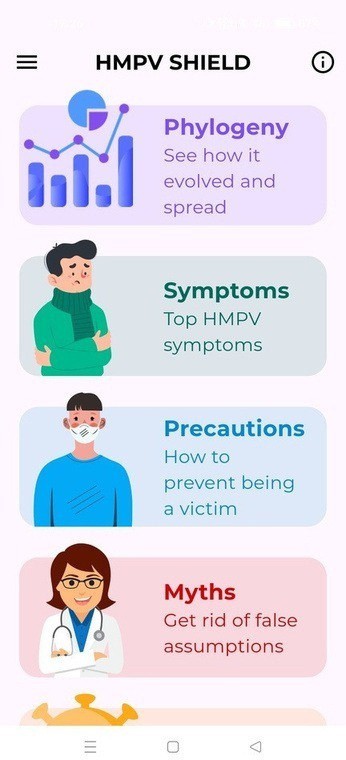 HMPV SHIELD
Phylogeny
See how it
evolved and
spread
Symptoms
Top HMPV
symptoms
Precautions
How to
prevent being
a victim
Myths
Get rid of false
assumptions